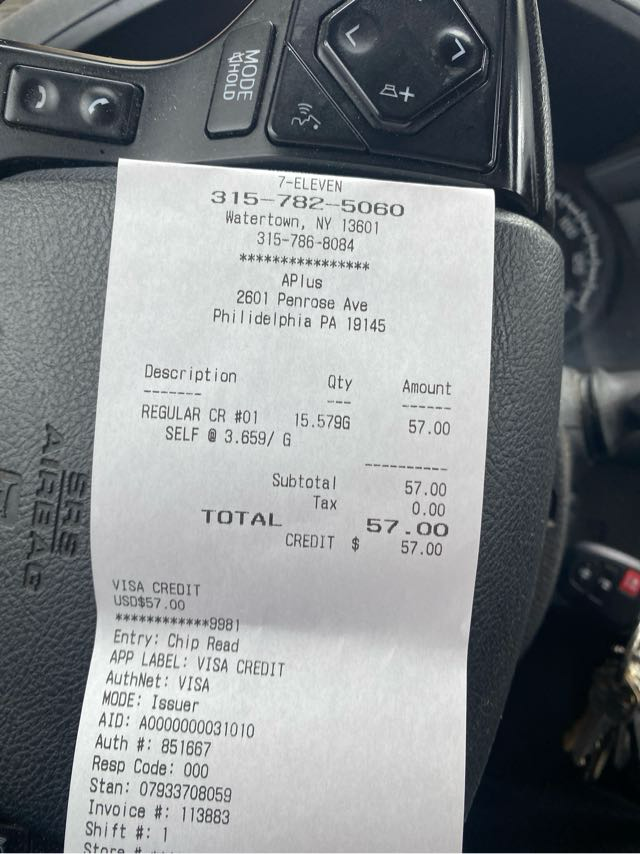 MODE
HOLD
+
7-ELEVEN
315-782-5060
Watertown, NY 13601
315-786-8084
****************
APlus
2601 Penrose Ave
Philidelphia PA 19145
Description Qty Amount
------- --- ------
REGULAR CR #01 15.579G 57.00
SELF @ 3.659/ G
----------
Subtotal 57.00
Tax 0.00
TOTAL 57.00
CREDIT $ 57.00
VISA CREDIT
USD$57.00
************9981
Entry: Chip Read
APP LABEL: VISA CREDIT
AuthNet: VISA
MODE: Issuer
AID: A0000000031010
Auth #: 851667
Resp Code: 000
Stan: 07933708059
Invoice #: 113883
Shift #: 1
Store #
SRS
AIRBAG